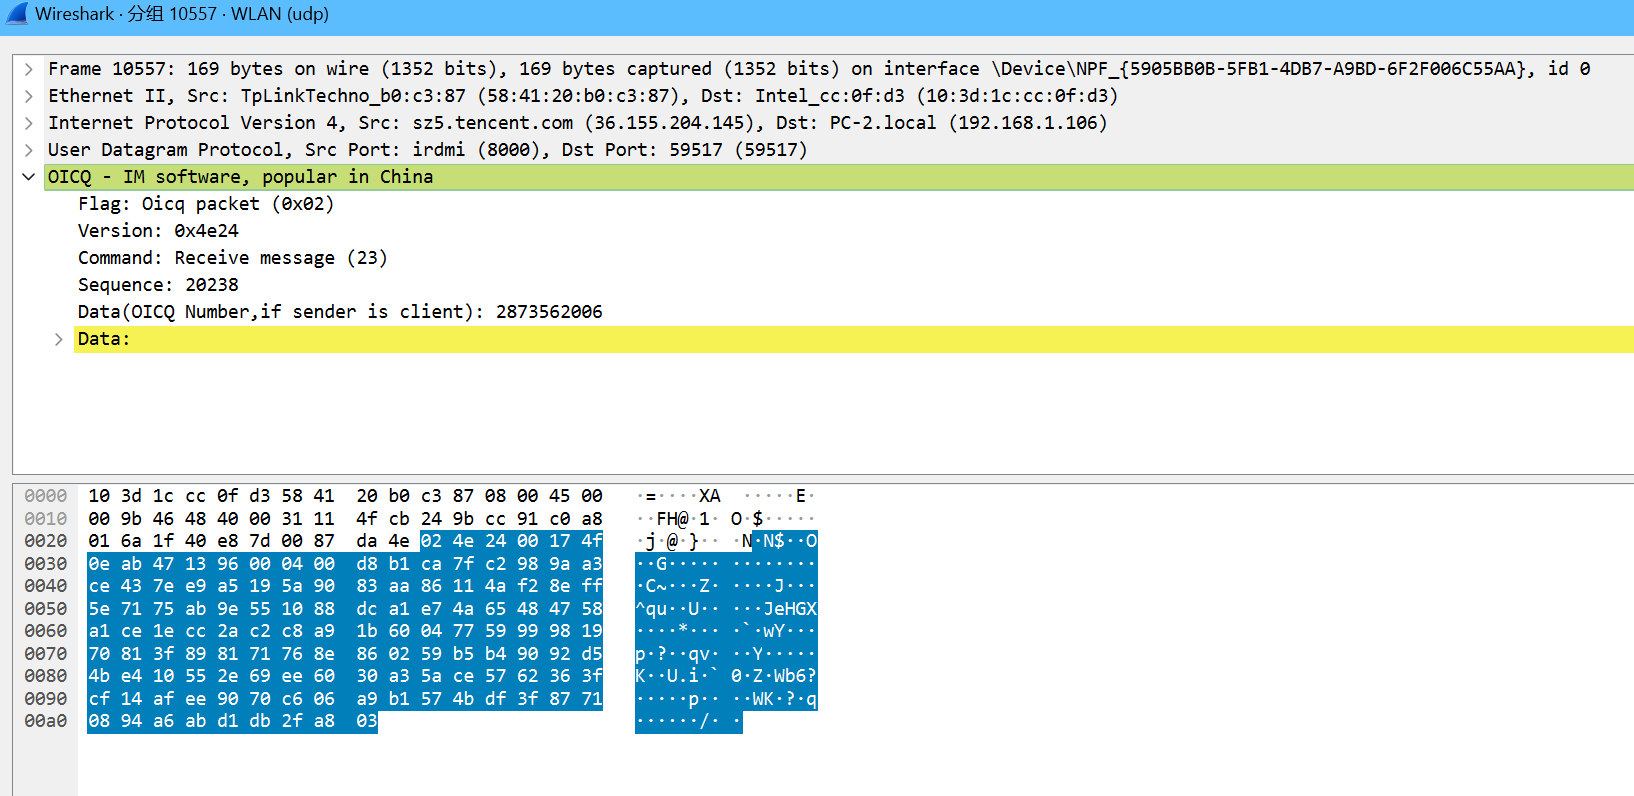 Wireshark · 分组 10557 · WLAN (udp)
Frame 10557: 169 bytes on wire (1352 bits), 169 bytes captured (1352 bits) on interface \Device\NPF_{5905BB0B-5FB1-4DB7-A9BD-6F2F006C55AA}, id 0
Ethernet II, Src: TpLinkTechno_b0:c3:87 (58:41:20:b0:c3:87), Dst: Intel_cc:0f:d3 (10:3d:1c:cc:0f:d3)
Internet Protocol Version 4, Src: sz5.tencent.com (36.155.204.145), Dst: PC-2.local (192.168.1.106)
User Datagram Protocol, Src Port: irdmi (8000), Dst Port: 59517 (59517)
OICQ - IM software, popular in China
Flag: Oicq packet (0x02)
Version: 0x4e24
Command: Receive message (23)
Sequence: 20238
Data(OICQ Number,if sender is client): 2873562006
Data:
0000 10 3d 1c cc 0f d3 58 41 20 b0 c3 87 08 00 45 00 ·=····XA ·····E·
0010 00 9b 46 48 40 00 31 11 4f cb 24 9b cc 91 c0 a8 ··FH@·1· O·$·····
0020 01 6a 1f 40 e8 7d 00 87 da 4e 02 4e 24 00 17 4f ·j·@·}·· ·N·N$··O
0030 0e ab 47 13 96 00 04 00 d8 b1 ca 7f c2 98 9a a3 ··G····· ········
0040 ce 43 7e e9 a5 19 5a 90 83 aa 86 11 4a f2 8e ff ·C~···Z· ····J···
0050 5e 71 75 ab 9e 55 10 88 dc a1 e7 4a 65 48 47 58 ^qu··U·· ···JeHGX
0060 a1 ce 1e cc 2a c2 c8 a9 1b 60 04 77 59 99 98 19 ····*··· ·`·wY···
0070 70 81 3f 89 81 71 76 8e 86 02 59 b5 b4 90 92 d5 p·?··qv· ··Y·····
0080 4b e4 10 55 2e 69 ee 60 30 a3 5a ce 57 62 36 3f K··U.i·` 0·Z·Wb6?
0090 cf 14 af ee 90 70 c6 06 a9 b1 57 4b df 3f 87 71 ·····p·· ··WK·?·q
00a0 08 94 a6 ab d1 db 2f a8 03 ······/· ·